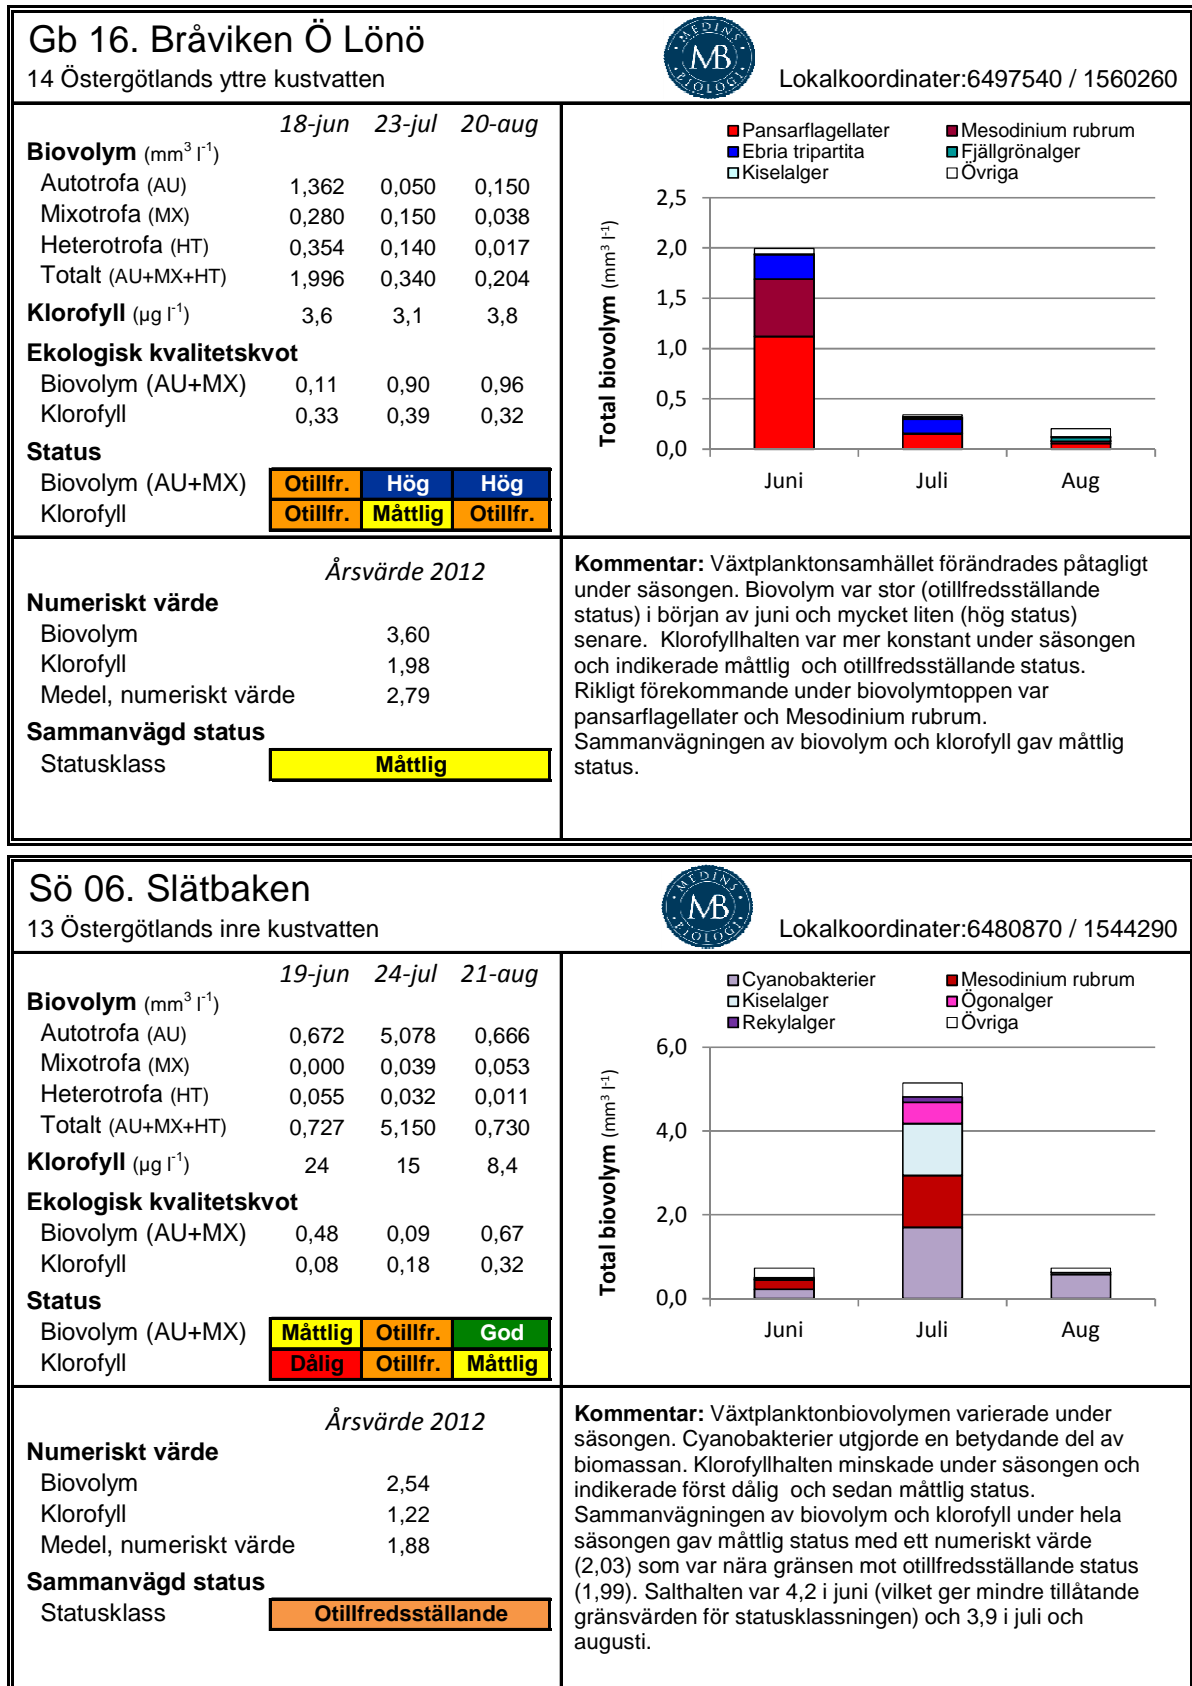 Gb 16. Bråviken Ö Lönö
14 Östergötlands yttre kustvatten
MEDINS BIOLOGI
MB
Lokalkoordinater:6497540 / 1560260
18-jun 23-jul 20-aug
Biovolym (mm³ l⁻¹)
Autotrofa (AU) 1,362 0,050 0,150
Mixotrofa (MX) 0,280 0,150 0,038
Heterotrofa (HT) 0,354 0,140 0,017
Totalt (AU+MX+HT) 1,996 0,340 0,204
Klorofyll (µg l⁻¹) 3,6 3,1 3,8
Ekologisk kvalitetskvot
Biovolym (AU+MX) 0,11 0,90 0,96
Klorofyll 0,33 0,39 0,32
Status
Biovolym (AU+MX) Otillfr. Hög Hög
Klorofyll Otillfr. Måttlig Otillfr.
Pansarflagellater Mesodinium rubrum
Ebria tripartita Fjällgrönalger
Kiselalger Övriga
Total biovolym (mm³ l⁻¹)
2,5
2,0
1,5
1,0
0,5
0,0
Juni Juli Aug
Årsvärde 2012
Numeriskt värde
Biovolym 3,60
Klorofyll 1,98
Medel, numeriskt värde 2,79
Sammanvägd status
Statusklass Måttlig
Kommentar: Växtplanktonsamhället förändrades påtagligt
under säsongen. Biovolym var stor (otillfredsställande
status) i början av juni och mycket liten (hög status)
senare. Klorofyllhalten var mer konstant under säsongen
och indikerade måttlig och otillfredsställande status.
Rikligt förekommande under biovolymtoppen var
pansarflagellater och Mesodinium rubrum.
Sammanvägningen av biovolym och klorofyll gav måttlig
status.
Sö 06. Slätbaken
13 Östergötlands inre kustvatten
MEDINS BIOLOGI
MB
Lokalkoordinater:6480870 / 1544290
19-jun 24-jul 21-aug
Biovolym (mm³ l⁻¹)
Autotrofa (AU) 0,672 5,078 0,666
Mixotrofa (MX) 0,000 0,039 0,053
Heterotrofa (HT) 0,055 0,032 0,011
Totalt (AU+MX+HT) 0,727 5,150 0,730
Klorofyll (µg l⁻¹) 24 15 8,4
Ekologisk kvalitetskvot
Biovolym (AU+MX) 0,48 0,09 0,67
Klorofyll 0,08 0,18 0,32
Status
Biovolym (AU+MX) Måttlig Otillfr. God
Klorofyll Dålig Otillfr. Måttlig
Cyanobakterier Mesodinium rubrum
Kiselalger Ögonalger
Rekylalger Övriga
Total biovolym (mm³ l⁻¹)
6,0
4,0
2,0
0,0
Juni Juli Aug
Årsvärde 2012
Numeriskt värde
Biovolym 2,54
Klorofyll 1,22
Medel, numeriskt värde 1,88
Sammanvägd status
Statusklass Otillfredsställande
Kommentar: Växtplanktonbiovolymen varierade under
säsongen. Cyanobakterier utgjorde en betydande del av
biomassan. Klorofyllhalten minskade under säsongen och
indikerade först dålig och sedan måttlig status.
Sammanvägningen av biovolym och klorofyll under hela
säsongen gav måttlig status med ett numeriskt värde
(2,03) som var nära gränsen mot otillfredsställande status
(1,99). Salthalten var 4,2 i juni (vilket ger mindre tillåtande
gränsvärden för statusklassningen) och 3,9 i juli och
augusti.